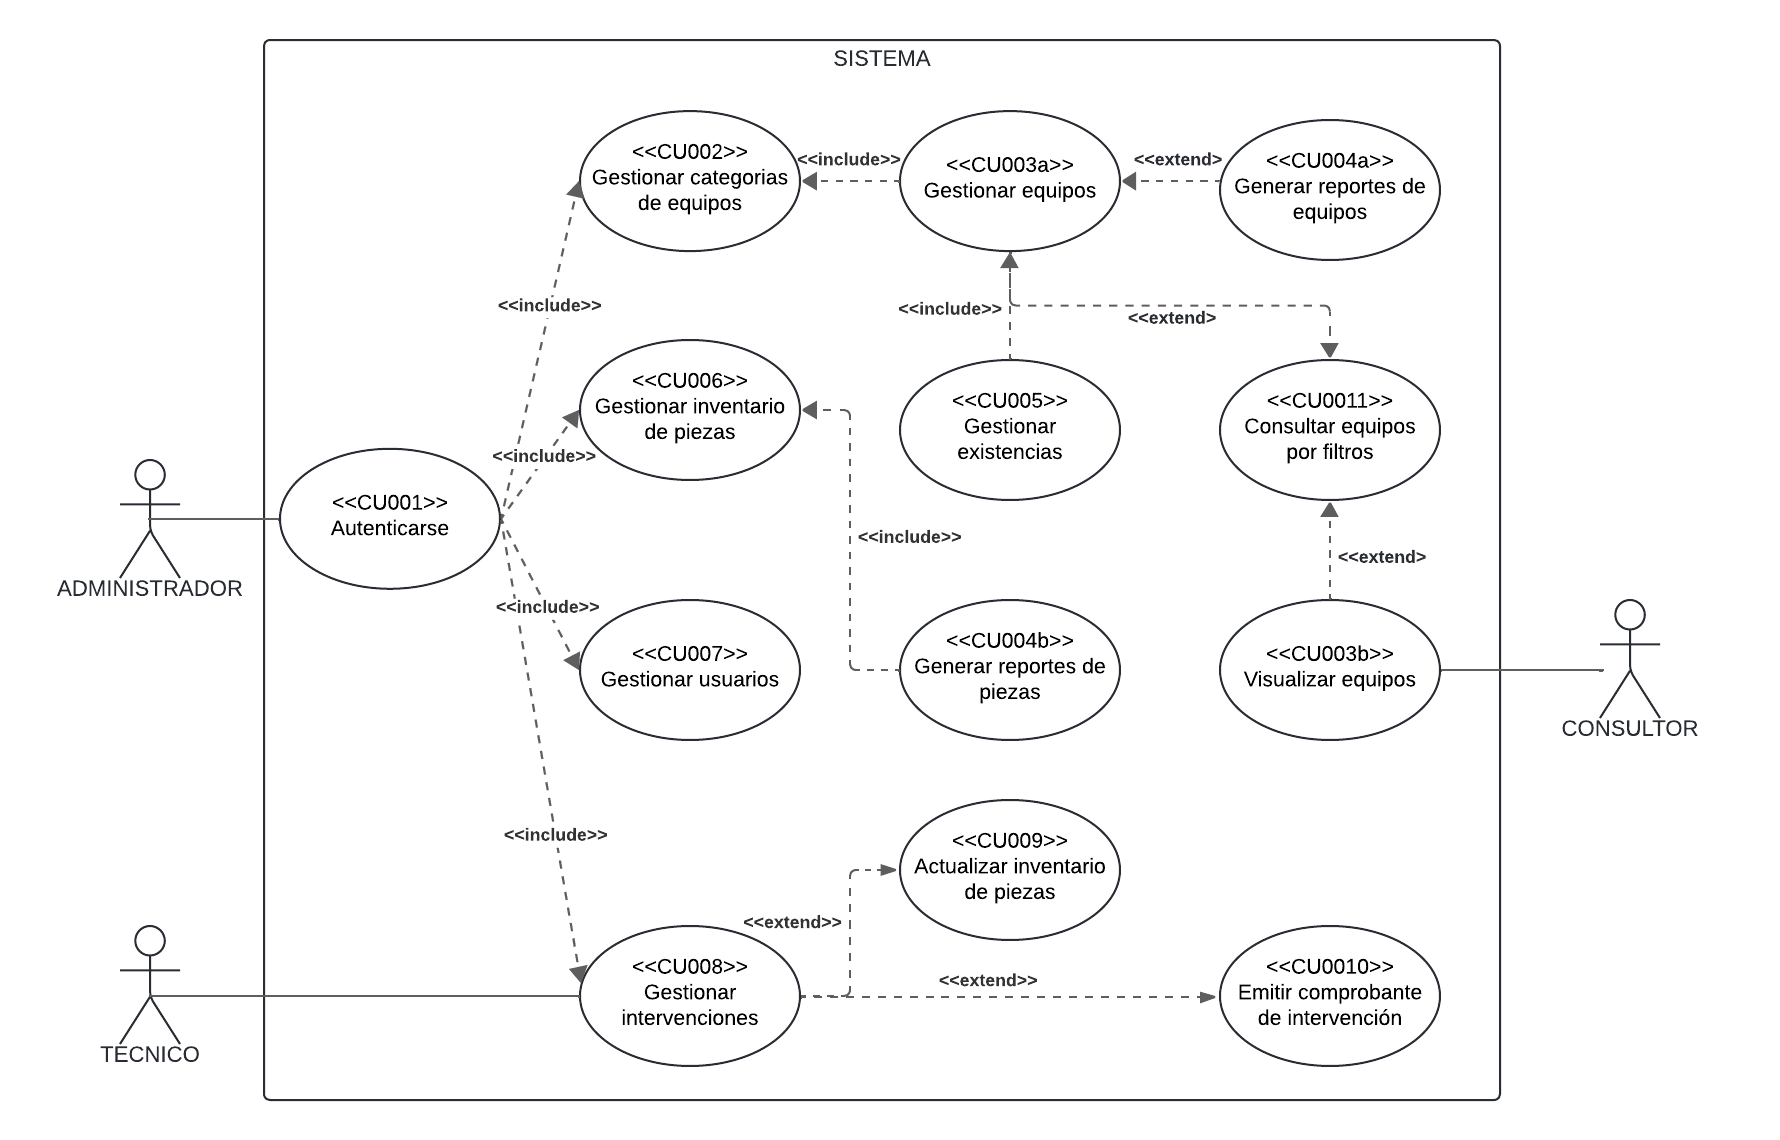 SISTEMA
<<CU002>>
Gestionar categorias
de equipos
<<include>>
<<CU003a>>
Gestionar equipos
<<extend>
<<CU004a>>
Generar reportes de
equipos
<<include>>
<<include>>
<<extend>
<<CU006>>
Gestionar inventario
de piezas
<<CU005>>
Gestionar
existencias
<<CU0011>>
Consultar equipos
por filtros
<<include>>
<<CU001>>
Autenticarse
ADMINISTRADOR
<<include>>
<<extend>
<<include>>
<<CU007>>
Gestionar usuarios
<<CU004b>>
Generar reportes de
piezas
<<CU003b>>
Visualizar equipos
CONSULTOR
<<include>>
<<CU009>>
Actualizar inventario
de piezas
<<extend>>
<<CU008>>
Gestionar
intervenciones
<<extend>>
<<CU0010>>
Emitir comprobante
de intervención
TECNICO